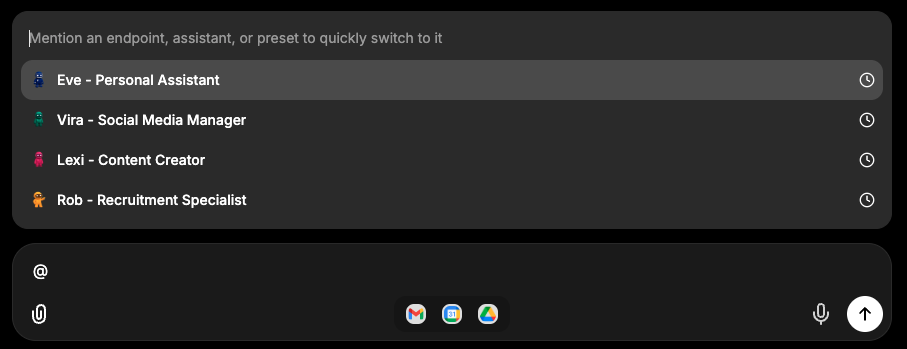 Mention an endpoint, assistant, or preset to quickly switch to it
Eve - Personal Assistant
Vira - Social Media Manager
Lexi - Content Creator
Rob - Recruitment Specialist
@
31